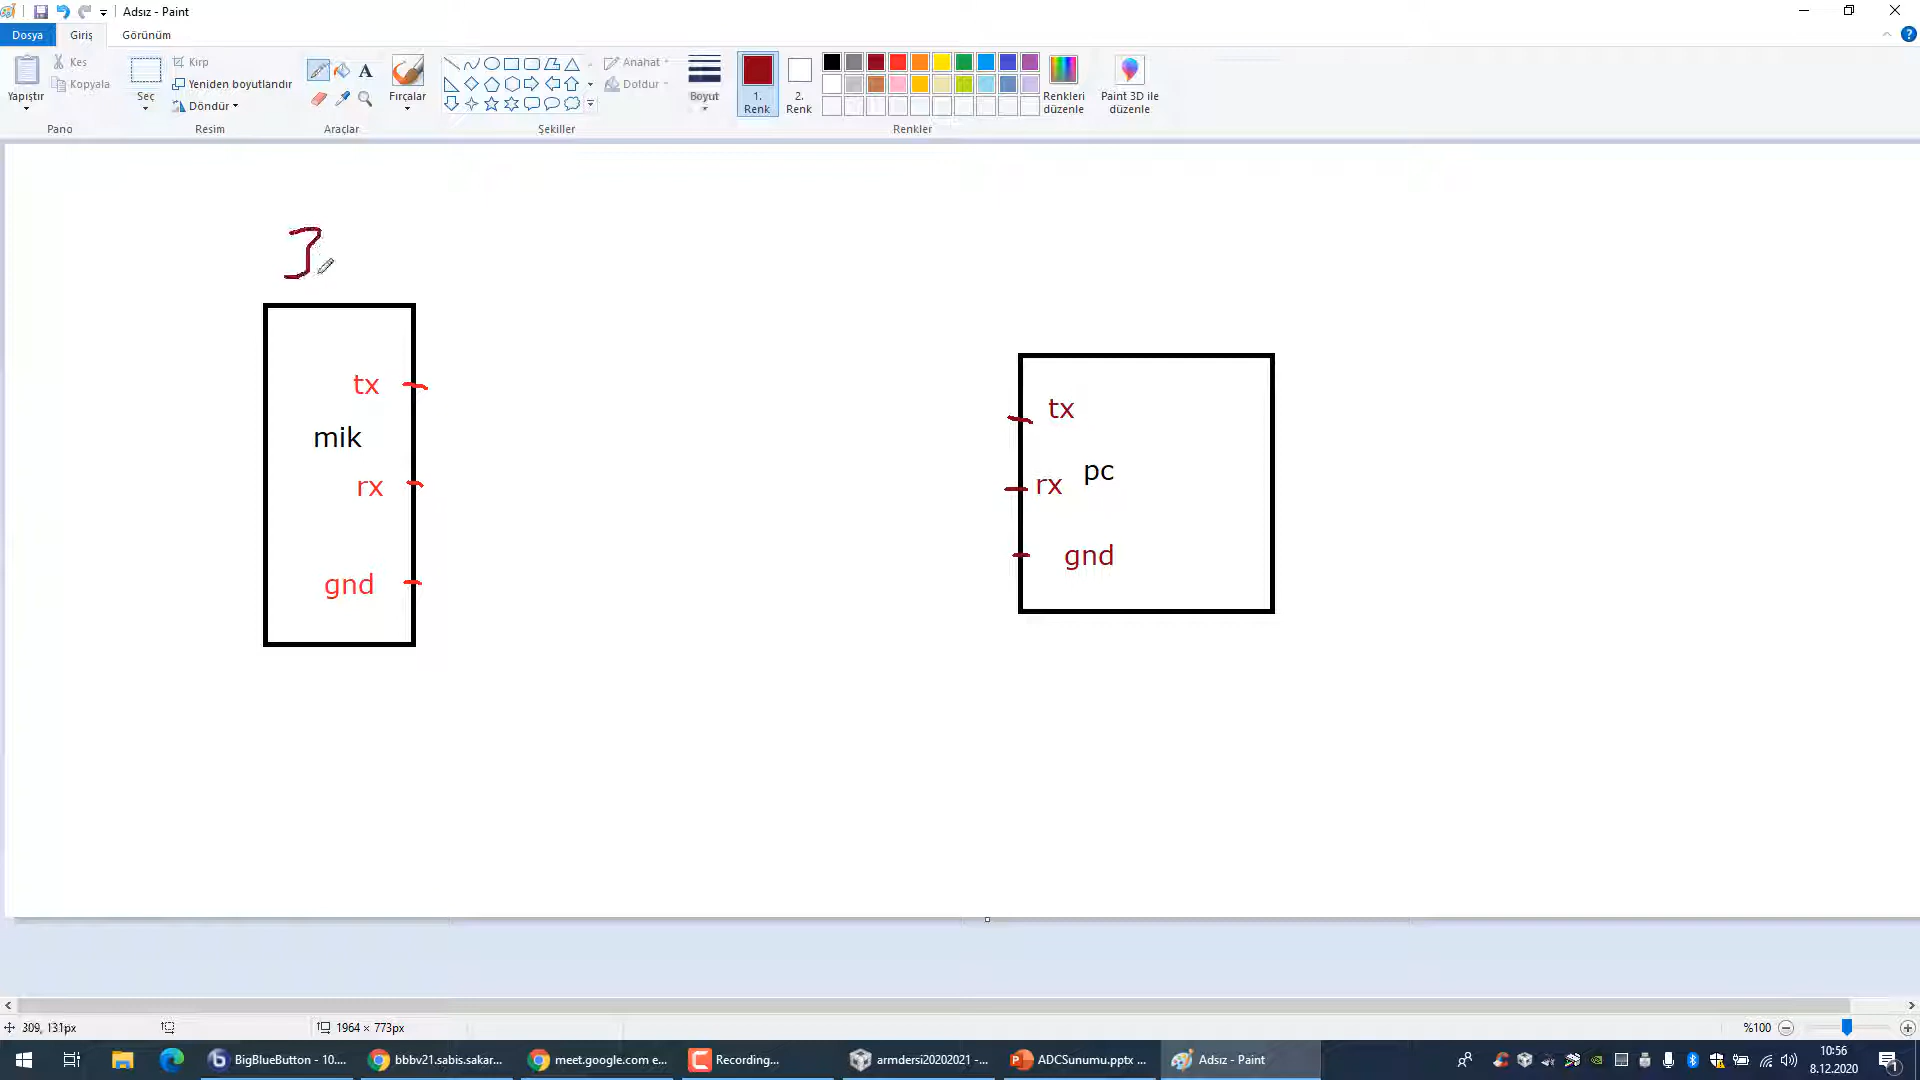 Adsız - Paint
Dosya Giriş Görünüm
Yapıştır
Kes
Kopyala
Pano
Seç
Kırp
Yeniden boyutlandır
Döndür
Resim
A
Araçlar
Fırçalar
Şekiller
Anahat
Doldur
Boyut
1.
Renk
2.
Renk
Renkleri
düzenle
Renkler
Paint 3D ile
düzenle
3
tx
mik
rx
gnd
tx
pc
rx
gnd
309, 131px
1964 × 773px
%100
BigBlueButton - 10....
bbbv21.sabis.sakar...
meet.google.com e...
Recording...
armdersi20202021 -...
ADCSunumu.pptx ...
Adsız - Paint
10:56
8.12.2020
1